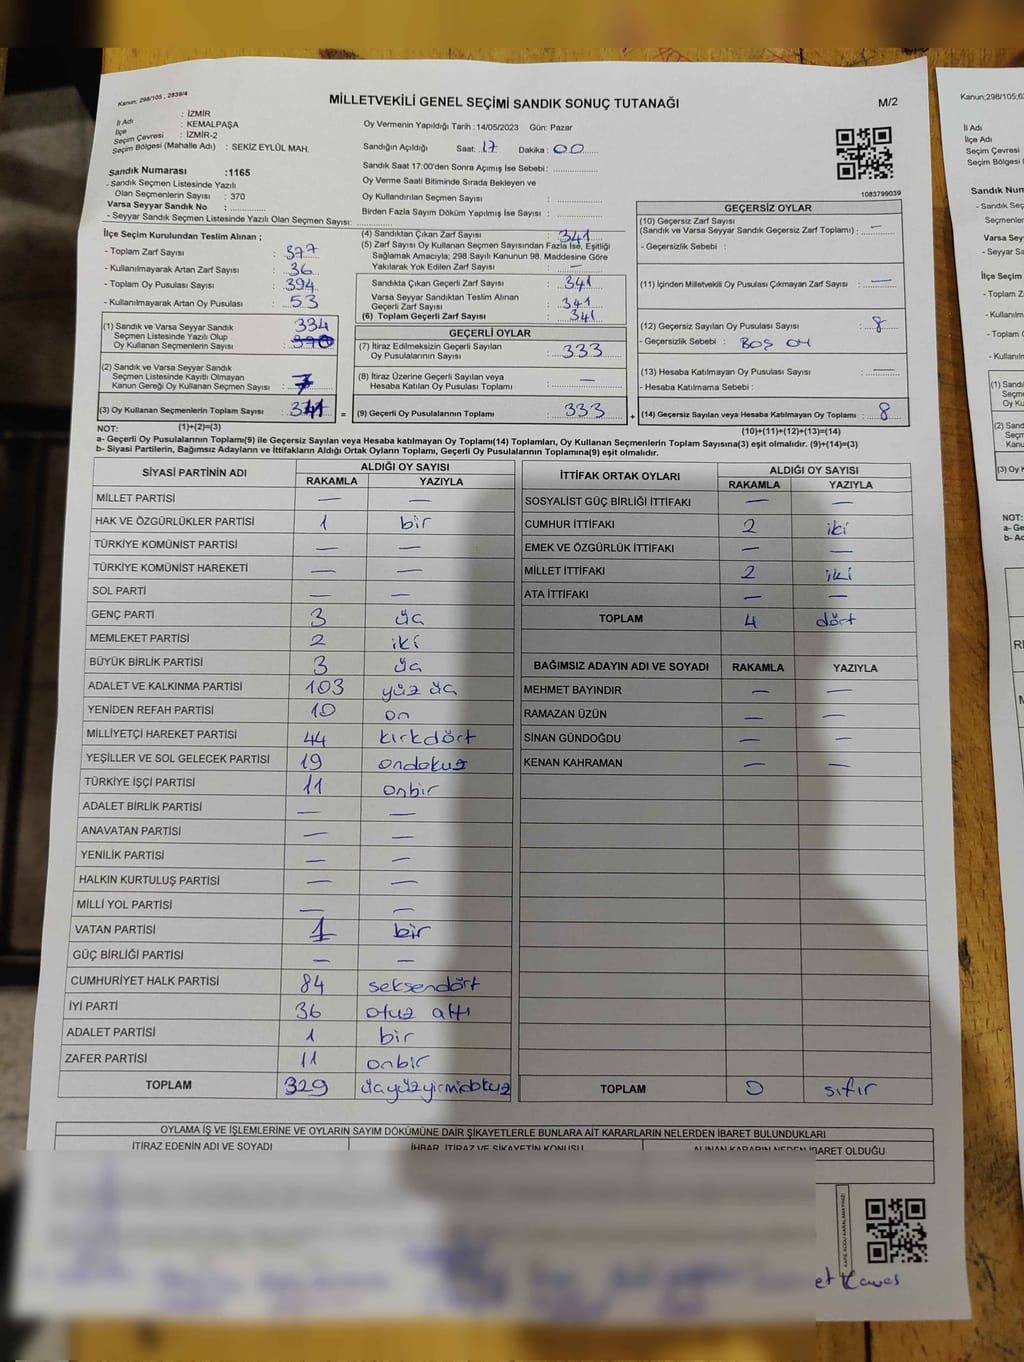 Kanun; 298/105 , 2839/4
MİLLETVEKİLİ GENEL SEÇİMİ SANDIK SONUÇ TUTANAĞI
M/2
İl Adı : İZMİR
İlçe : KEMALPAŞA
Seçim Çevresi : İZMİR-2
Seçim Bölgesi (Mahalle Adı) : SEKİZ EYLÜL MAH.
Oy Vermenin Yapıldığı Tarih : 14/05/2023 Gün: Pazar
Sandığın Açıldığı Saat: 17 Dakika : 00
Sandık Saat 17:00'den Sonra Açımış İse Sebebi :
Oy Verme Saati Bitiminde Sırada Bekleyen ve
Oy Kullandırılan Seçmen Sayısı :
Birden Fazla Sayım Döküm Yapılmış İse Sayısı :
1083799039
Sandık Numarası :1165
- Sandık Seçmen Listesinde Yazılı
Olan Seçmenlerin Sayısı : 370
Varsa Seyyar Sandık No :
- Seyyar Sandık Seçmen Listesinde Yazılı Olan Seçmen Sayısı:
İlçe Seçim Kurulundan Teslim Alınan ;
- Toplam Zarf Sayısı : 377
- Kullanılmayarak Artan Zarf Sayısı : 36
- Toplam Oy Pusulası Sayısı : 394
- Kullanılmayarak Artan Oy Pusulası : 53
(1) Sandık ve Varsa Seyyar Sandık 334
Seçmen Listesinde Yazılı Olup
Oy Kullanan Seçmenlerin Sayısı :
(2) Sandık ve Varsa Seyyar Sandık
Seçmen Listesinde Kayıtlı Olmayan
Kanun Gereği Oy Kullanan Seçmen Sayısı : 7
(3) Oy Kullanan Seçmenlerin Toplam Sayısı : 341 =
(1)+(2)=(3)
(4) Sandıktan Çıkan Zarf Sayısı : 341
(5) Zarf Sayısı Oy Kullanan Seçmen Sayısından Fazla İse, Eşitliği
Sağlamak Amacıyla; 298 Sayılı Kanunun 98. Maddesine Göre
Yakılarak Yok Edilen Zarf Sayısı : —
Sandıkta Çıkan Geçerli Zarf Sayısı : 341
Varsa Seyyar Sandıktan Teslim Alınan
Geçerli Zarf Sayısı : 341
(6) Toplam Geçerli Zarf Sayısı : 341
GEÇERLİ OYLAR
(7) İtiraz Edilmeksizin Geçerli Sayılan
Oy Pusulalarının Sayısı : 333
(8) İtiraz Üzerine Geçerli Sayılan veya
Hesaba Katılan Oy Pusulası Toplamı : —
(9) Geçerli Oy Pusulalarının Toplamı : 333 +
GEÇERSİZ OYLAR
(10) Geçersiz Zarf Sayısı
(Sandık ve Varsa Seyyar Sandık Geçersiz Zarf Toplamı) : —
- Geçersizlik Sebebi :
(11) İçinden Milletvekili Oy Pusulası Çıkmayan Zarf Sayısı : —
(12) Geçersiz Sayılan Oy Pusulası Sayısı : 8
- Geçersizlik Sebebi : BOŞ OY
(13) Hesaba Katılmayan Oy Pusulası Sayısı : —
- Hesaba Katılmama Sebebi :
(14) Geçersiz Sayılan veya Hesaba Katılmayan Oy Toplamı : 8
(10)+(11)+(12)+(13)=(14)
NOT:
a- Geçerli Oy Pusulalarının Toplamı(9) ile Geçersiz Sayılan veya Hesaba katılmayan Oy Toplamı(14) Toplamları, Oy Kullanan Seçmenlerin Toplam Sayısına(3) eşit olmalıdır. (9)+(14)=(3)
b- Siyasi Partilerin, Bağımsız Adayların ve İttifakların Aldığı Ortak Oyların Toplamı, Geçerli Oy Pusulalarının Toplamına(9) eşit olmalıdır.
SİYASİ PARTİNİN ADI ALDIĞI OY SAYISI
RAKAMLA YAZIYLA
MİLLET PARTİSİ — —
HAK VE ÖZGÜRLÜKLER PARTİSİ 1 bir
TÜRKİYE KOMÜNİST PARTİSİ — —
TÜRKİYE KOMÜNİST HAREKETİ — —
SOL PARTİ — —
GENÇ PARTİ 3 üç
MEMLEKET PARTİSİ 2 iki
BÜYÜK BİRLİK PARTİSİ 3 üç
ADALET VE KALKINMA PARTİSİ 103 yüz üç
YENİDEN REFAH PARTİSİ 10 on
MİLLİYETÇİ HAREKET PARTİSİ 44 kırkdört
YEŞİLLER VE SOL GELECEK PARTİSİ 19 ondokuz
TÜRKİYE İŞÇİ PARTİSİ 11 onbir
ADALET BİRLİK PARTİSİ — —
ANAVATAN PARTİSİ — —
YENİLİK PARTİSİ — —
HALKIN KURTULUŞ PARTİSİ — —
MİLLİ YOL PARTİSİ — —
VATAN PARTİSİ 1 bir
GÜÇ BİRLİĞİ PARTİSİ — —
CUMHURİYET HALK PARTİSİ 84 seksendört
İYİ PARTİ 36 otuz altı
ADALET PARTİSİ 1 bir
ZAFER PARTİSİ 11 onbir
TOPLAM 329 üçyüzyirmidokuz
İTTİFAK ORTAK OYLARI ALDIĞI OY SAYISI
RAKAMLA YAZIYLA
SOSYALİST GÜÇ BİRLİĞİ İTTİFAKI — —
CUMHUR İTTİFAKI 2 iki
EMEK VE ÖZGÜRLÜK İTTİFAKI — —
MİLLET İTTİFAKI 2 iki
ATA İTTİFAKI — —
TOPLAM 4 dört
BAĞIMSIZ ADAYIN ADI VE SOYADI RAKAMLA YAZIYLA
MEHMET BAYINDIR — —
RAMAZAN ÜZÜN — —
SİNAN GÜNDOĞDU — —
KENAN KAHRAMAN — —
TOPLAM 0 sıfır
OYLAMA İŞ VE İŞLEMLERİNE VE OYLARIN SAYIM DÖKÜMÜNE DAİR ŞİKAYETLERLE BUNLARA AİT KARARLARIN NELERDEN İBARET BULUNDUKLARI
İTİRAZ EDENİN ADI VE SOYADI İHBAR, İTİRAZ VE ŞİKAYETİN KONUSU ALINAN KARARIN NEDEN İBARET OLDUĞU
Kanun;298/105;6
İl Adı
İlçe Adı
Seçim Çevresi
Seçim Bölgesi
Sandık Num